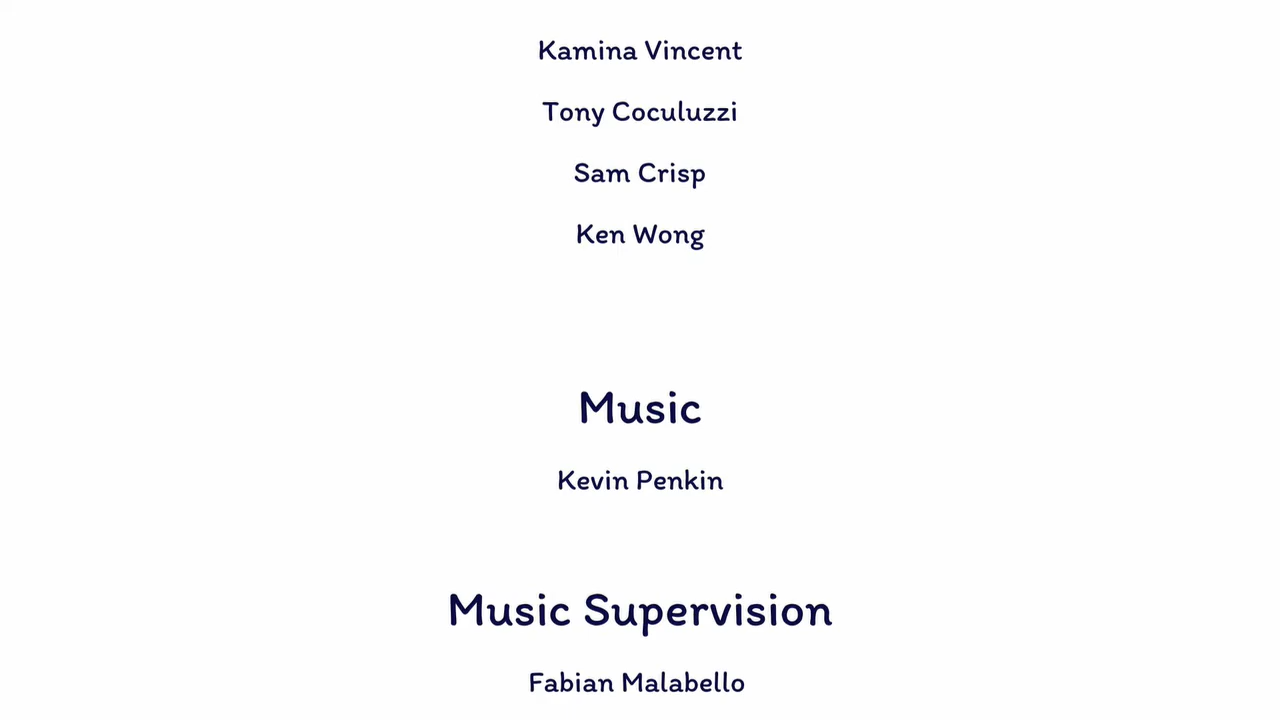 Kamina Vincent
Tony Coculuzzi
Sam Crisp
Ken Wong
Music
Kevin Penkin
Music Supervision
Fabian Malabello